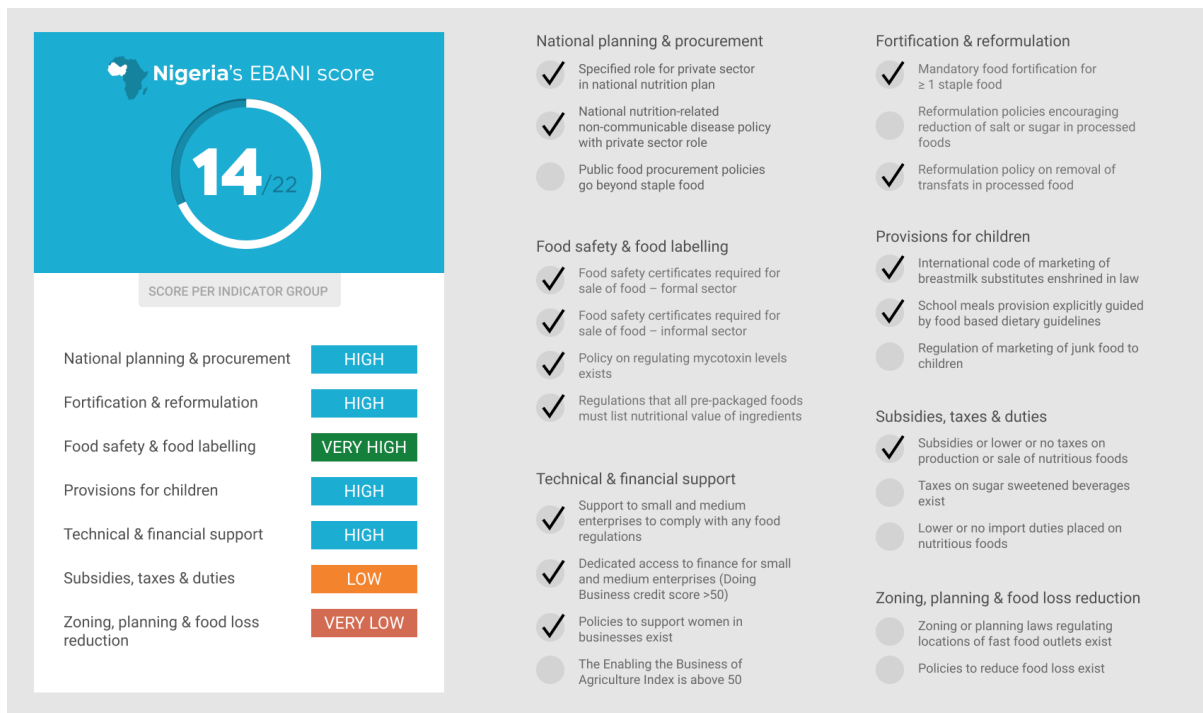 Nigeria's EBANI score
14/22
SCORE PER INDICATOR GROUP
National planning & procurement HIGH
Fortification & reformulation HIGH
Food safety & food labelling VERY HIGH
Provisions for children HIGH
Technical & financial support HIGH
Subsidies, taxes & duties LOW
Zoning, planning & food loss
reduction
VERY LOW
National planning & procurement
Specified role for private sector
in national nutrition plan
National nutrition-related
non-communicable disease policy
with private sector role
Public food procurement policies
go beyond staple food
Food safety & food labelling
Food safety certificates required for
sale of food – formal sector
Food safety certificates required for
sale of food – informal sector
Policy on regulating mycotoxin levels
exists
Regulations that all pre-packaged foods
must list nutritional value of ingredients
Technical & financial support
Support to small and medium
enterprises to comply with any food
regulations
Dedicated access to finance for small
and medium enterprises (Doing
Business credit score >50)
Policies to support women in
businesses exist
The Enabling the Business of
Agriculture Index is above 50
Fortification & reformulation
Mandatory food fortification for
≥ 1 staple food
Reformulation policies encouraging
reduction of salt or sugar in processed
foods
Reformulation policy on removal of
transfats in processed food
Provisions for children
International code of marketing of
breastmilk substitutes enshrined in law
School meals provision explicitly guided
by food based dietary guidelines
Regulation of marketing of junk food to
children
Subsidies, taxes & duties
Subsidies or lower or no taxes on
production or sale of nutritious foods
Taxes on sugar sweetened beverages
exist
Lower or no import duties placed on
nutritious foods
Zoning, planning & food loss reduction
Zoning or planning laws regulating
locations of fast food outlets exist
Policies to reduce food loss exist